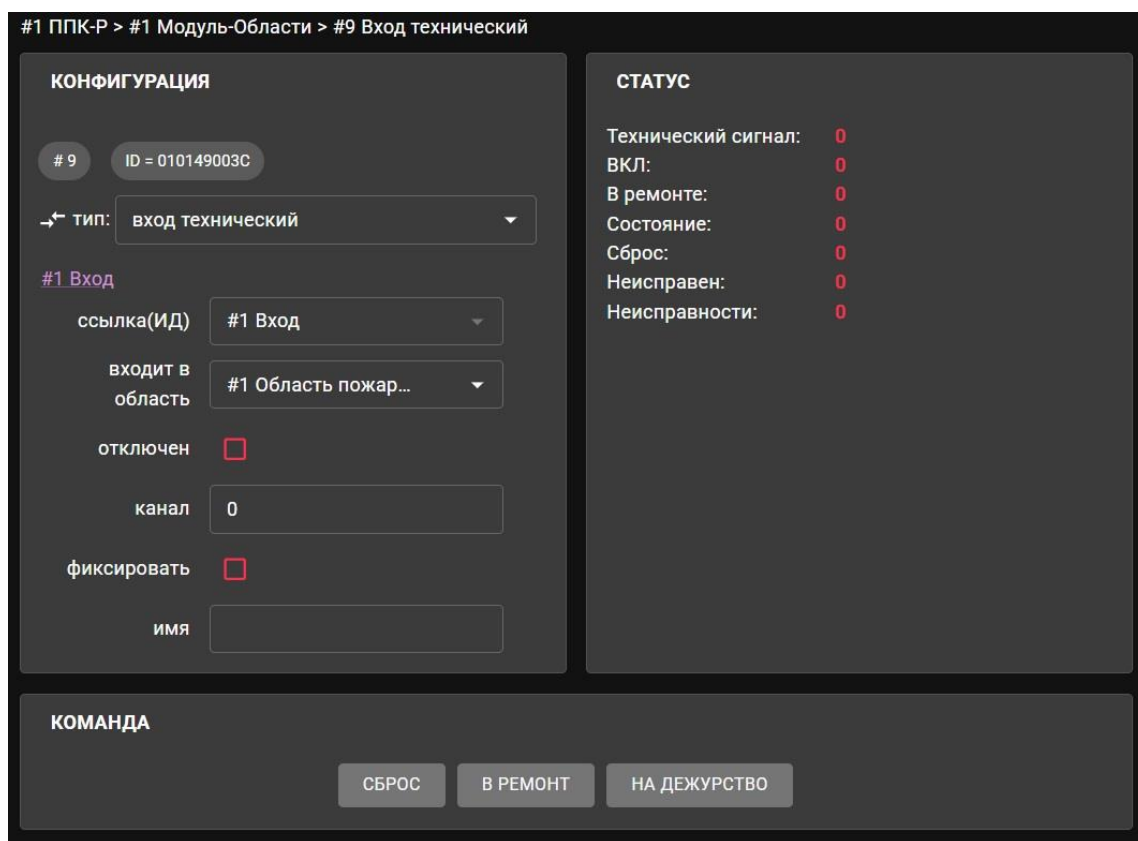 #1 ППК-Р > #1 Модуль-Области > #9 Вход технический
КОНФИГУРАЦИЯ
# 9 ID = 010149003C
тип: вход технический
#1 Вход
ссылка(ИД) #1 Вход
входит в
область #1 Область пожар...
отключен
канал 0
фиксировать
имя
СТАТУС
Технический сигнал: 0
ВКЛ: 0
В ремонте: 0
Состояние: 0
Сброс: 0
Неисправен: 0
Неисправности: 0
КОМАНДА
СБРОС В РЕМОНТ НА ДЕЖУРСТВО